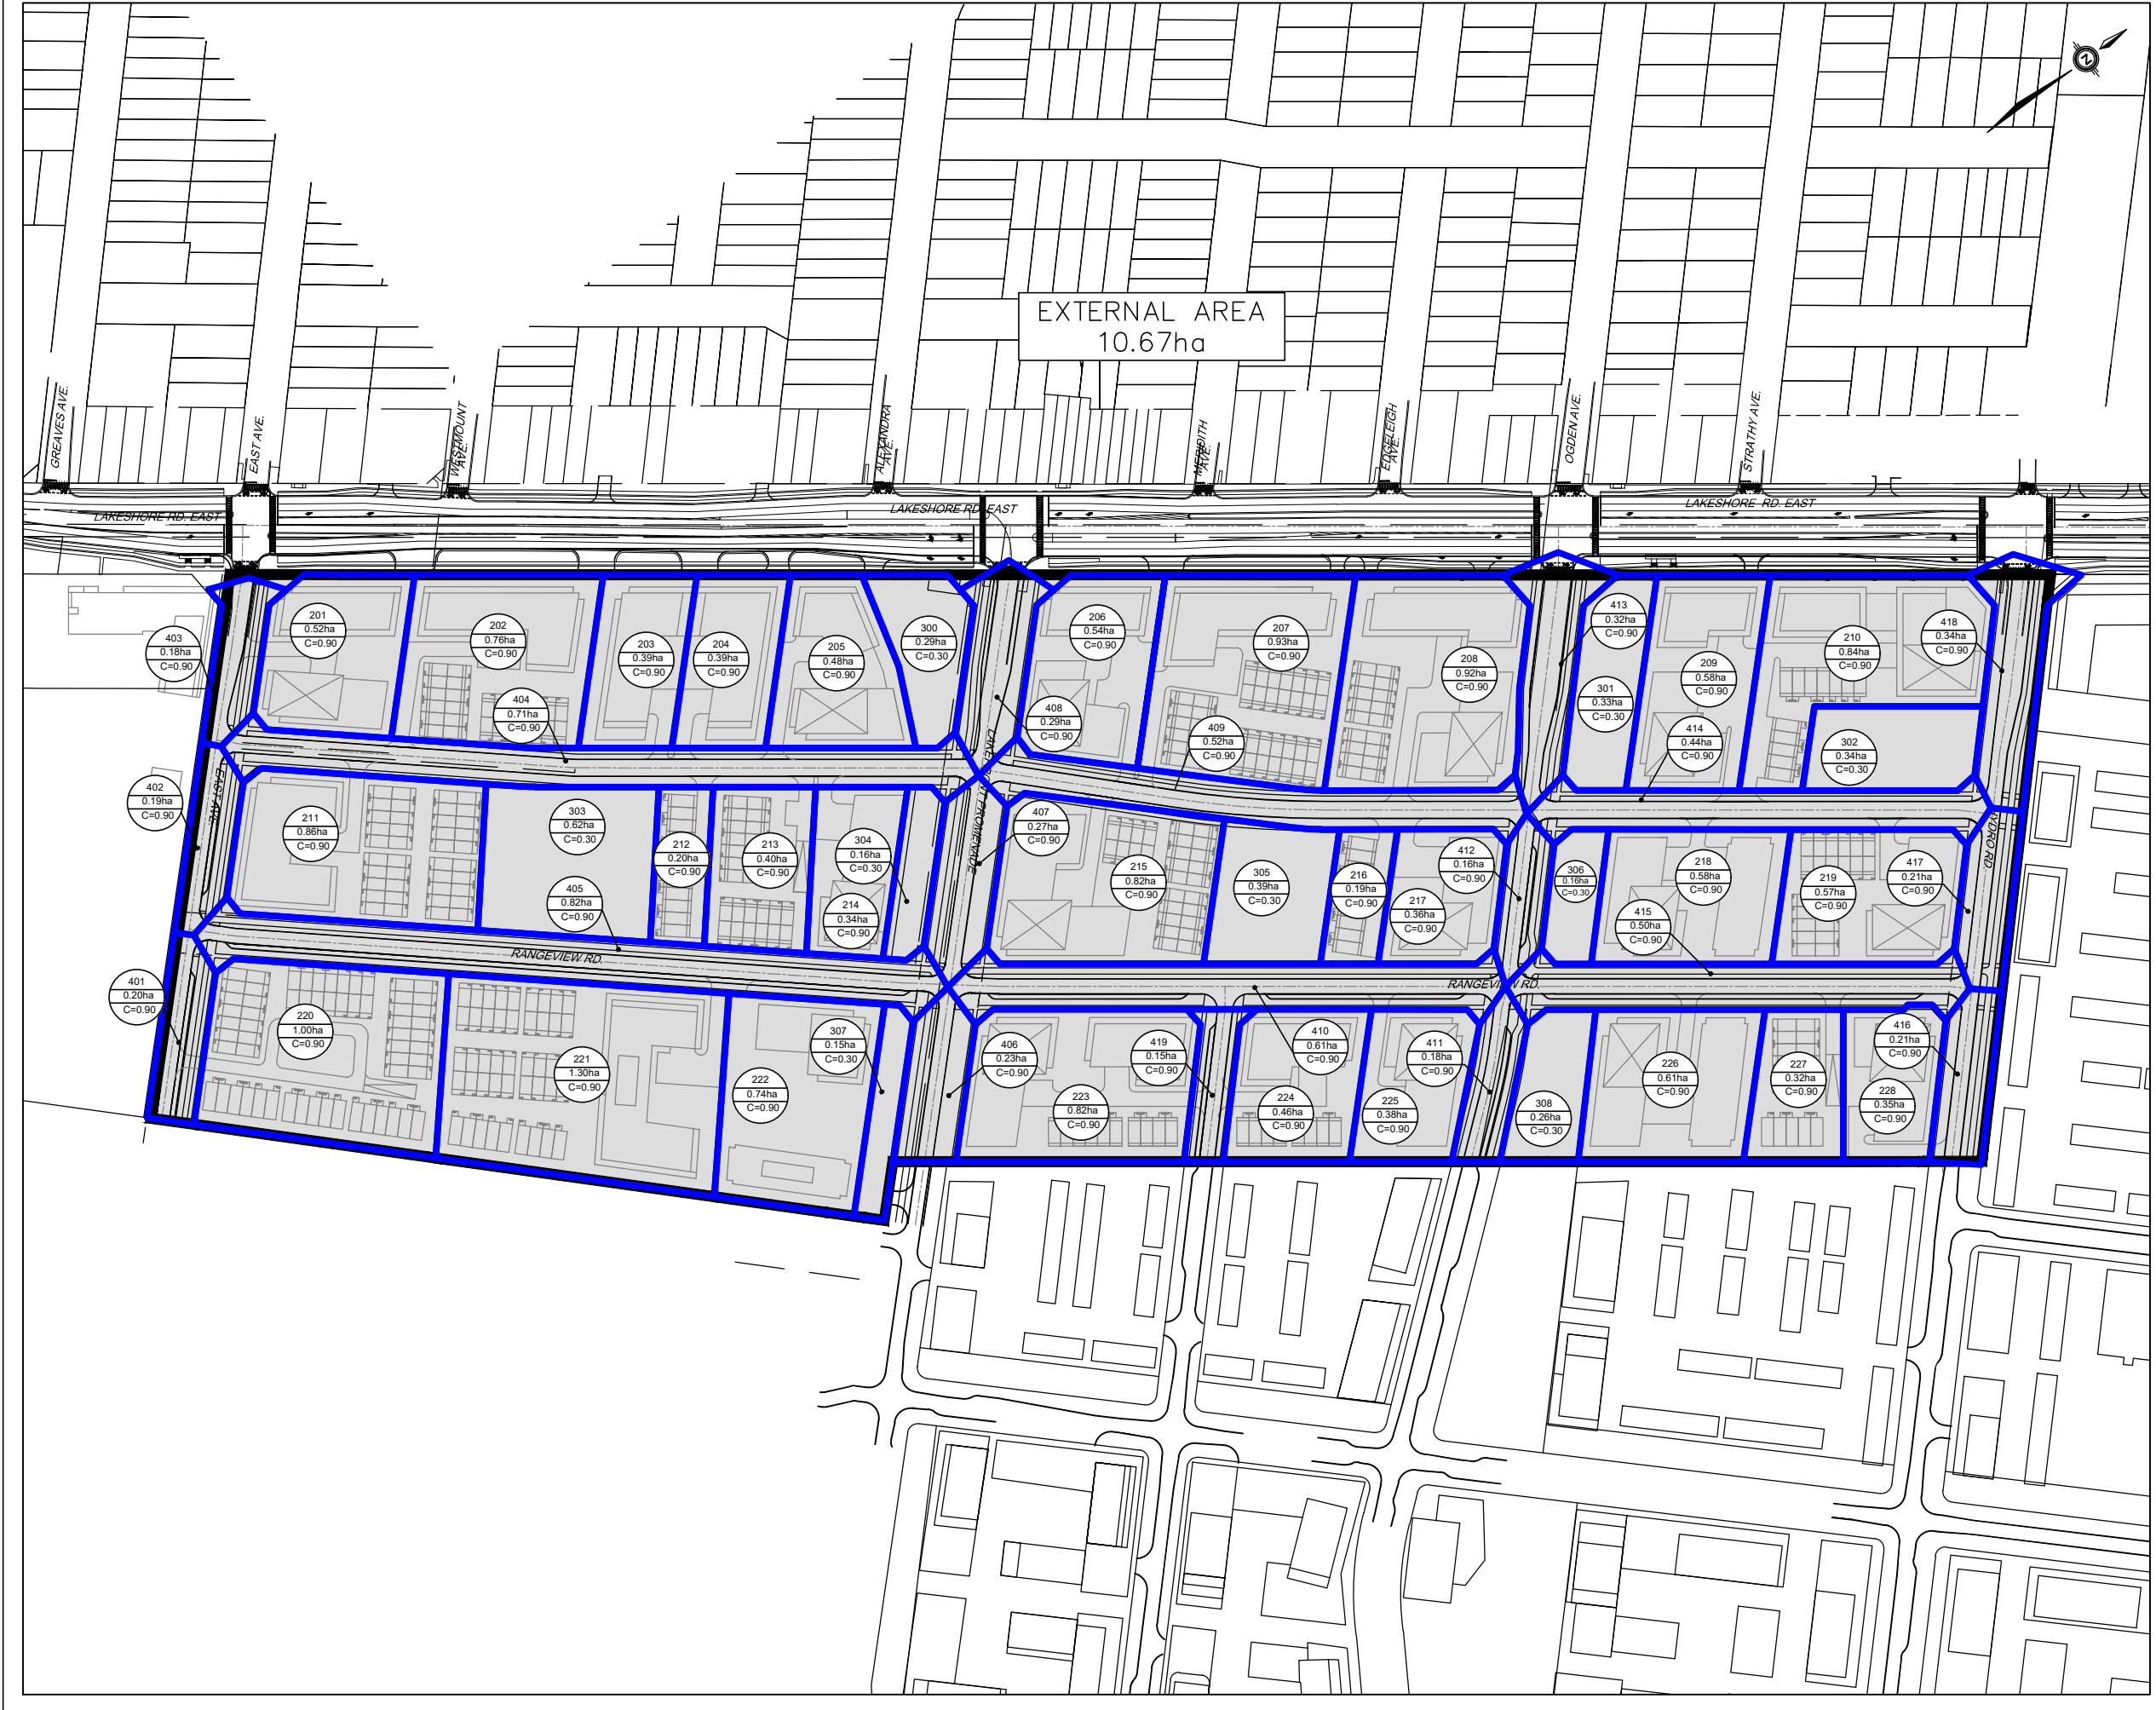 Z
EXTERNAL AREA
10.67ha
GREAVES AVE.
EAST AVE.
WESTMOUNT
AVE.
ALEXANDRA
AVE.
MEREDITH
AVE.
EDGELEIGH
AVE.
OGDEN AVE.
STRATHY AVE.
LAKESHORE RD. EAST
LAKESHORE RD. EAST
LAKESHORE RD. EAST
403
0.18ha
C=0.90
201
0.52ha
C=0.90
202
0.76ha
C=0.90
203
0.39ha
C=0.90
204
0.39ha
C=0.90
205
0.48ha
C=0.90
300
0.29ha
C=0.30
206
0.54ha
C=0.90
207
0.93ha
C=0.90
208
0.92ha
C=0.90
413
0.32ha
C=0.90
301
0.33ha
C=0.30
209
0.58ha
C=0.90
210
0.84ha
C=0.90
418
0.34ha
C=0.90
404
0.71ha
C=0.90
408
0.29ha
C=0.90
409
0.52ha
C=0.90
414
0.44ha
C=0.90
302
0.34ha
C=0.30
402
0.19ha
C=0.90
EAST AVE.
211
0.86ha
C=0.90
303
0.62ha
C=0.30
405
0.82ha
C=0.90
212
0.20ha
C=0.90
213
0.40ha
C=0.90
304
0.16ha
C=0.30
214
0.34ha
C=0.90
LAKEFRONT PROMENADE
407
0.27ha
C=0.90
215
0.82ha
C=0.90
305
0.39ha
C=0.30
216
0.19ha
C=0.90
412
0.16ha
C=0.90
217
0.36ha
C=0.90
306
0.16ha
C=0.30
218
0.58ha
C=0.90
415
0.50ha
C=0.90
219
0.57ha
C=0.90
417
0.21ha
C=0.90
HYDRO RD.
RANGEVIEW RD.
RANGEVIEW RD.
401
0.20ha
C=0.90
220
1.00ha
C=0.90
221
1.30ha
C=0.90
222
0.74ha
C=0.90
307
0.15ha
C=0.30
406
0.23ha
C=0.90
223
0.82ha
C=0.90
419
0.15ha
C=0.90
224
0.46ha
C=0.90
410
0.61ha
C=0.90
225
0.38ha
C=0.90
411
0.18ha
C=0.90
308
0.26ha
C=0.30
226
0.61ha
C=0.90
227
0.32ha
C=0.90
416
0.21ha
C=0.90
228
0.35ha
C=0.90